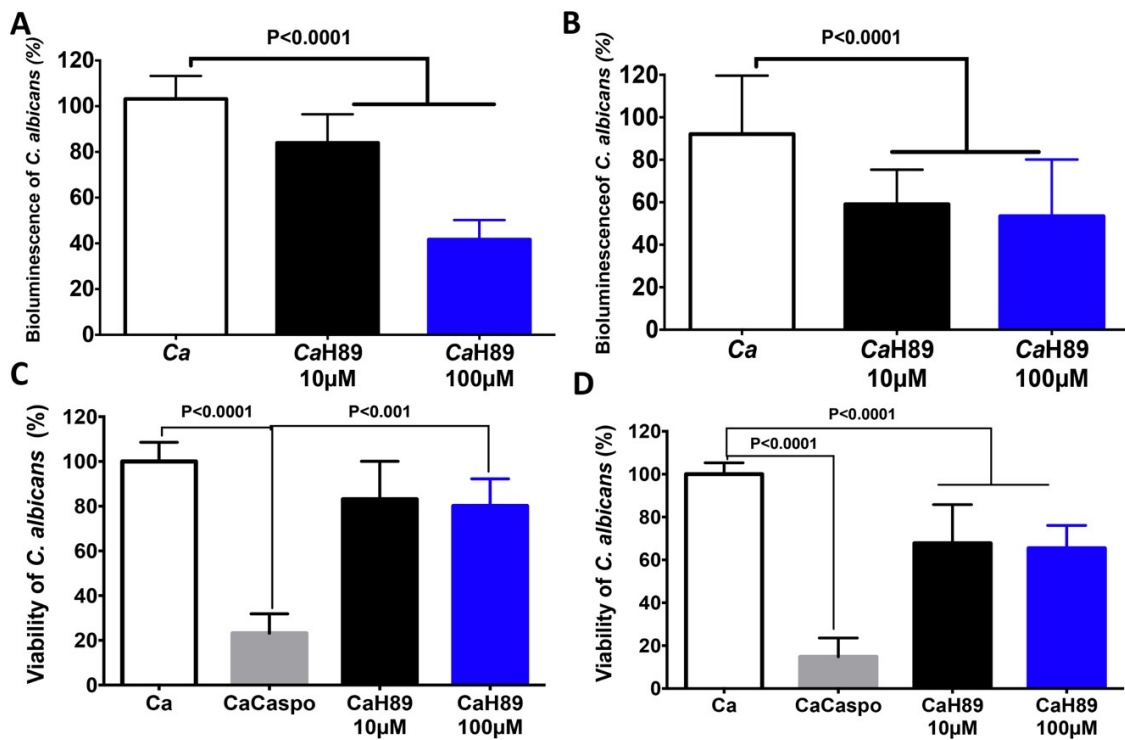 A
P<0.0001
Bioluminescence of C. albicans (%)
120
100
80
60
40
20
0
Ca
CaH89
10µM
CaH89
100µM
B
P<0.0001
Bioluminescenceof C. albicans (%)
120
100
80
60
40
20
0
Ca
CaH89
10µM
CaH89
100µM
C
P<0.0001
P<0.001
Viability of C. albicans (%)
120
100
80
60
40
20
0
Ca
CaCaspo
CaH89
10µM
CaH89
100µM
D
P<0.0001
P<0.0001
Viability of C. albicans (%)
120
100
80
60
40
20
0
Ca
CaCaspo
CaH89
10µM
CaH89
100µM